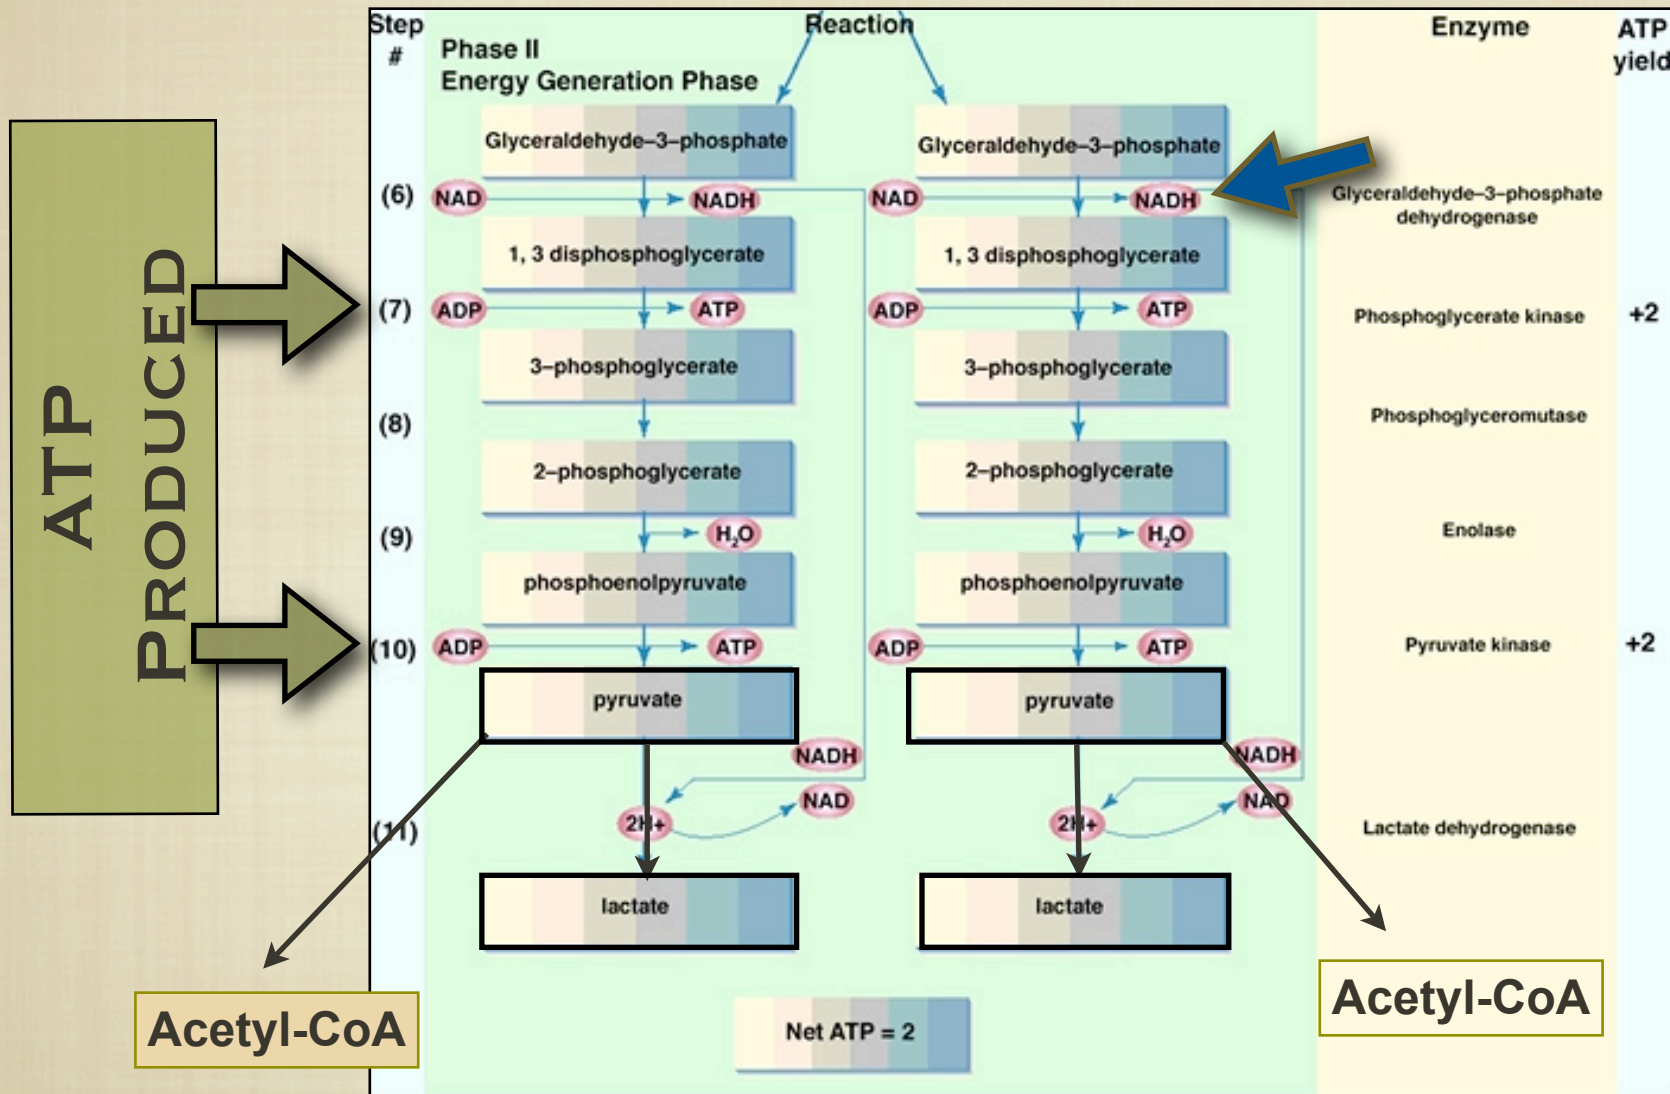 Step
#
Reaction
Enzyme
ATP
yield
Phase II
Energy Generation Phase
ATP
PRODUCED
Glyceraldehyde–3–phosphate
Glyceraldehyde–3–phosphate
(6)
NAD
NADH
NAD
NADH
Glyceraldehyde–3–phosphate
dehydrogenase
1, 3 disphosphoglycerate
1, 3 disphosphoglycerate
(7)
ADP
ATP
ADP
ATP
Phosphoglycerate kinase
+2
3–phosphoglycerate
3–phosphoglycerate
(8)
Phosphoglyceromutase
2–phosphoglycerate
2–phosphoglycerate
(9)
H₂O
H₂O
Enolase
phosphoenolpyruvate
phosphoenolpyruvate
(10)
ADP
ATP
ADP
ATP
Pyruvate kinase
+2
pyruvate
pyruvate
NADH
NADH
NAD
NAD
(11)
2H+
2H+
Lactate dehydrogenase
lactate
lactate
Acetyl-CoA
Acetyl-CoA
Net ATP = 2